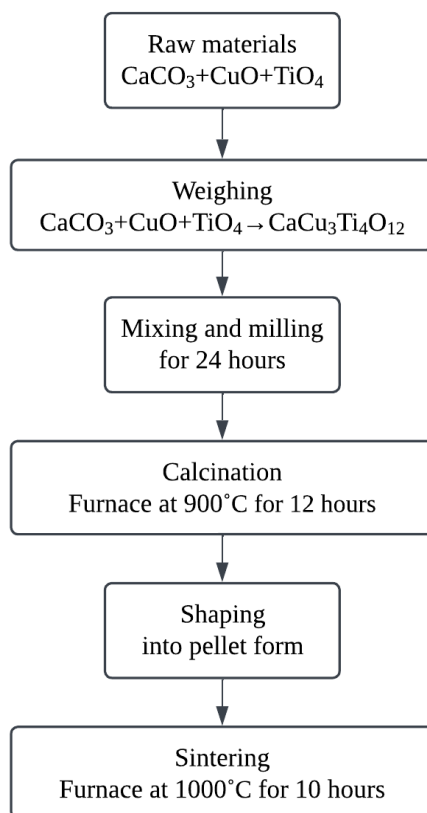 Raw materials
CaCO₃+CuO+TiO₄
Weighing
CaCO₃+CuO+TiO₄→CaCu₃Ti₄O₁₂
Mixing and milling
for 24 hours
Calcination
Furnace at 900˚C for 12 hours
Shaping
into pellet form
Sintering
Furnace at 1000˚C for 10 hours